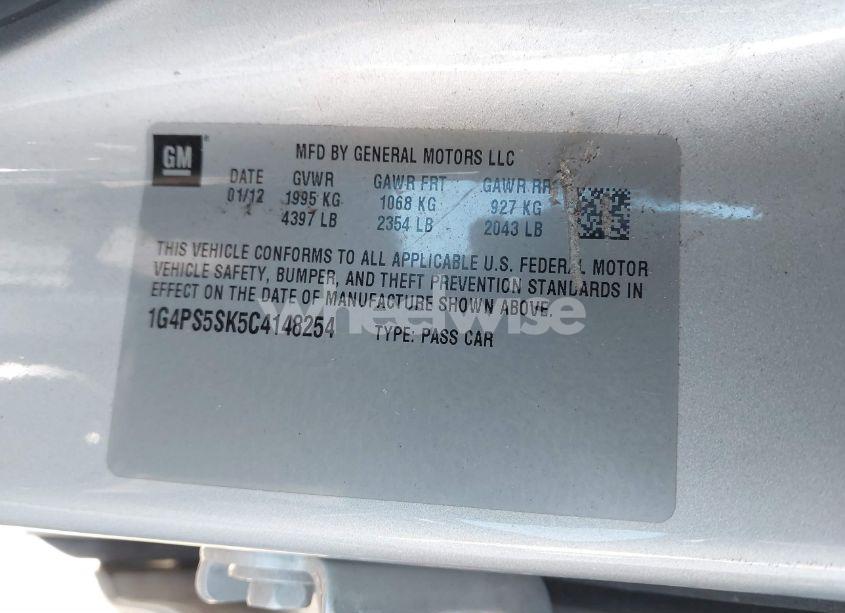 GM
MFD BY GENERAL MOTORS LLC
DATE GVWR GAWR FRT GAWR RR
01/12 1995 KG 1068 KG 927 KG
4397 LB 2354 LB 2043 LB
THIS VEHICLE CONFORMS TO ALL APPLICABLE U.S. FEDERAL MOTOR
VEHICLE SAFETY, BUMPER, AND THEFT PREVENTION STANDARDS IN
EFFECT ON THE DATE OF MANUFACTURE SHOWN ABOVE.
wheelwise
1G4PS5SK5C4148254 TYPE: PASS CAR